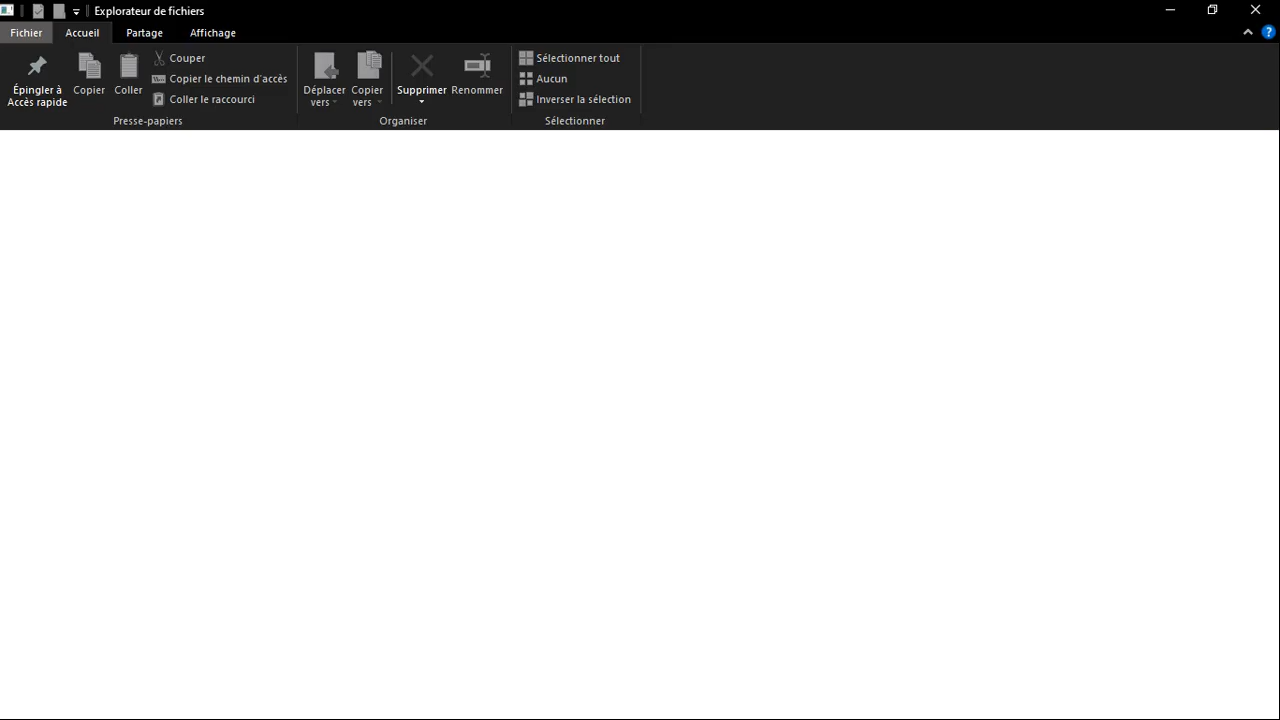 Explorateur de fichiers
Fichier Accueil Partage Affichage
Épingler à
Accès rapide
Copier
Coller
Couper
Copier le chemin d'accès
Coller le raccourci
Presse-papiers
Déplacer
vers
Copier
vers
Supprimer
Renommer
Organiser
Sélectionner tout
Aucun
Inverser la sélection
Sélectionner